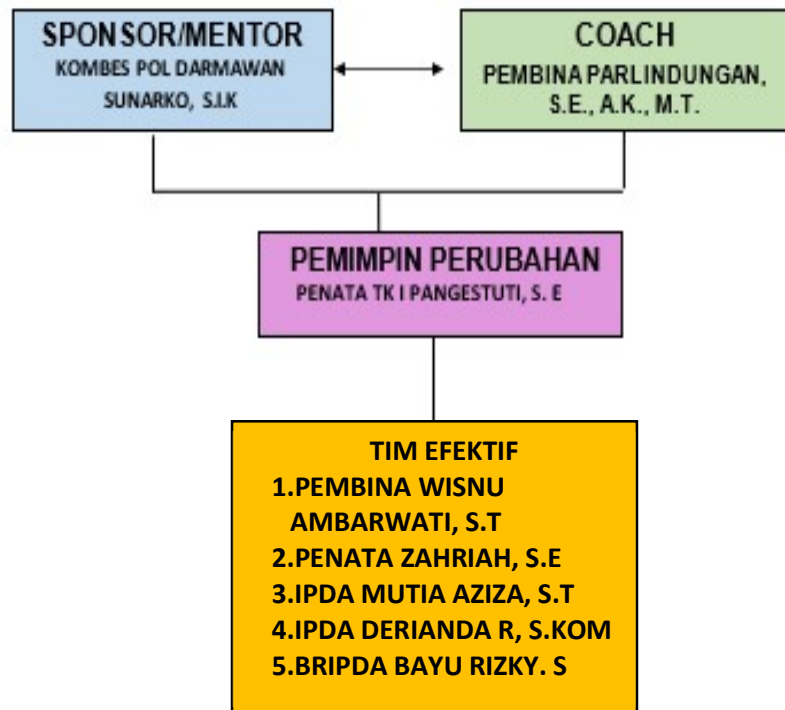 SPONSOR/MENTOR
KOMBES POL DARMAWAN
SUNARKO, S.I.K
COACH
PEMBINA PARLINDUNGAN,
S.E., A.K., M.T.
PEMIMPIN PERUBAHAN
PENATA TK I PANGESTUTI, S. E
TIM EFEKTIF
1.PEMBINA WISNU
AMBARWATI, S.T
2.PENATA ZAHRIAH, S.E
3.IPDA MUTIA AZIZA, S.T
4.IPDA DERIANDA R, S.KOM
5.BRIPDA BAYU RIZKY. S